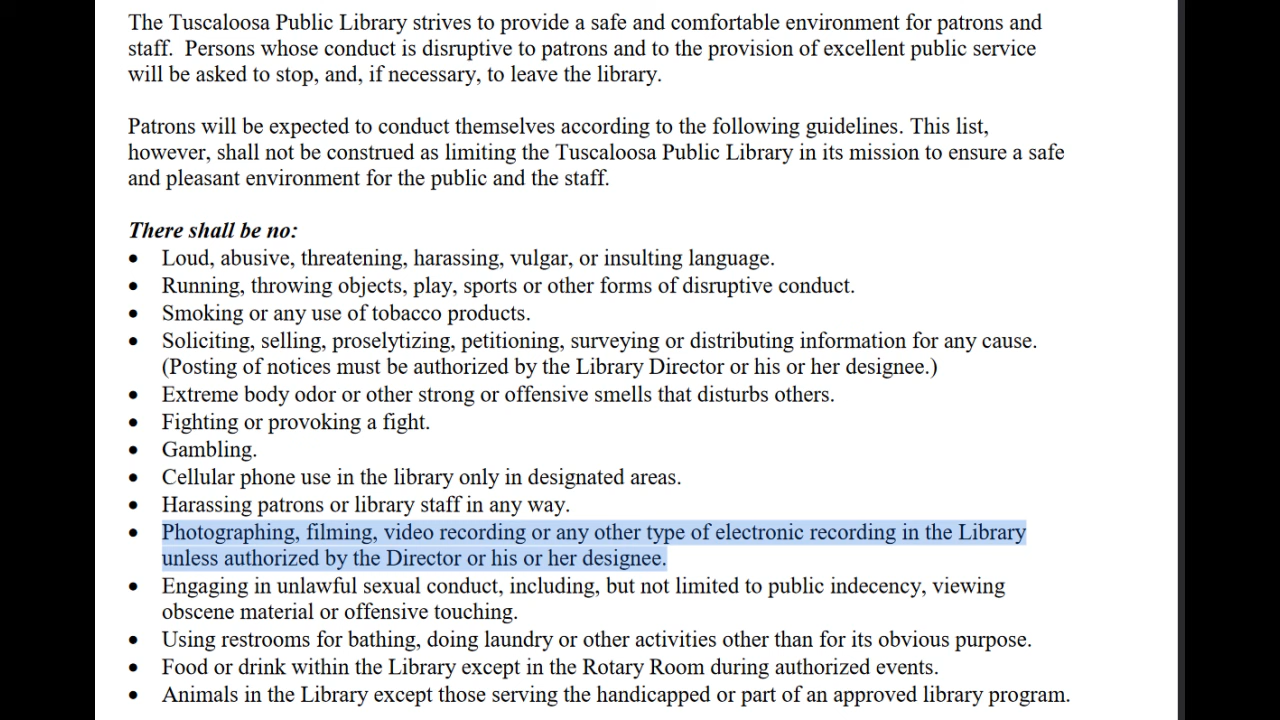 The Tuscaloosa Public Library strives to provide a safe and comfortable environment for patrons and
staff.  Persons whose conduct is disruptive to patrons and to the provision of excellent public service
will be asked to stop, and, if necessary, to leave the library.
Patrons will be expected to conduct themselves according to the following guidelines. This list,
however, shall not be construed as limiting the Tuscaloosa Public Library in its mission to ensure a safe
and pleasant environment for the public and the staff.
There shall be no:
• Loud, abusive, threatening, harassing, vulgar, or insulting language.
• Running, throwing objects, play, sports or other forms of disruptive conduct.
• Smoking or any use of tobacco products.
• Soliciting, selling, proselytizing, petitioning, surveying or distributing information for any cause.
(Posting of notices must be authorized by the Library Director or his or her designee.)
• Extreme body odor or other strong or offensive smells that disturbs others.
• Fighting or provoking a fight.
• Gambling.
• Cellular phone use in the library only in designated areas.
• Harassing patrons or library staff in any way.
• Photographing, filming, video recording or any other type of electronic recording in the Library
unless authorized by the Director or his or her designee.
• Engaging in unlawful sexual conduct, including, but not limited to public indecency, viewing
obscene material or offensive touching.
• Using restrooms for bathing, doing laundry or other activities other than for its obvious purpose.
• Food or drink within the Library except in the Rotary Room during authorized events.
• Animals in the Library except those serving the handicapped or part of an approved library program.